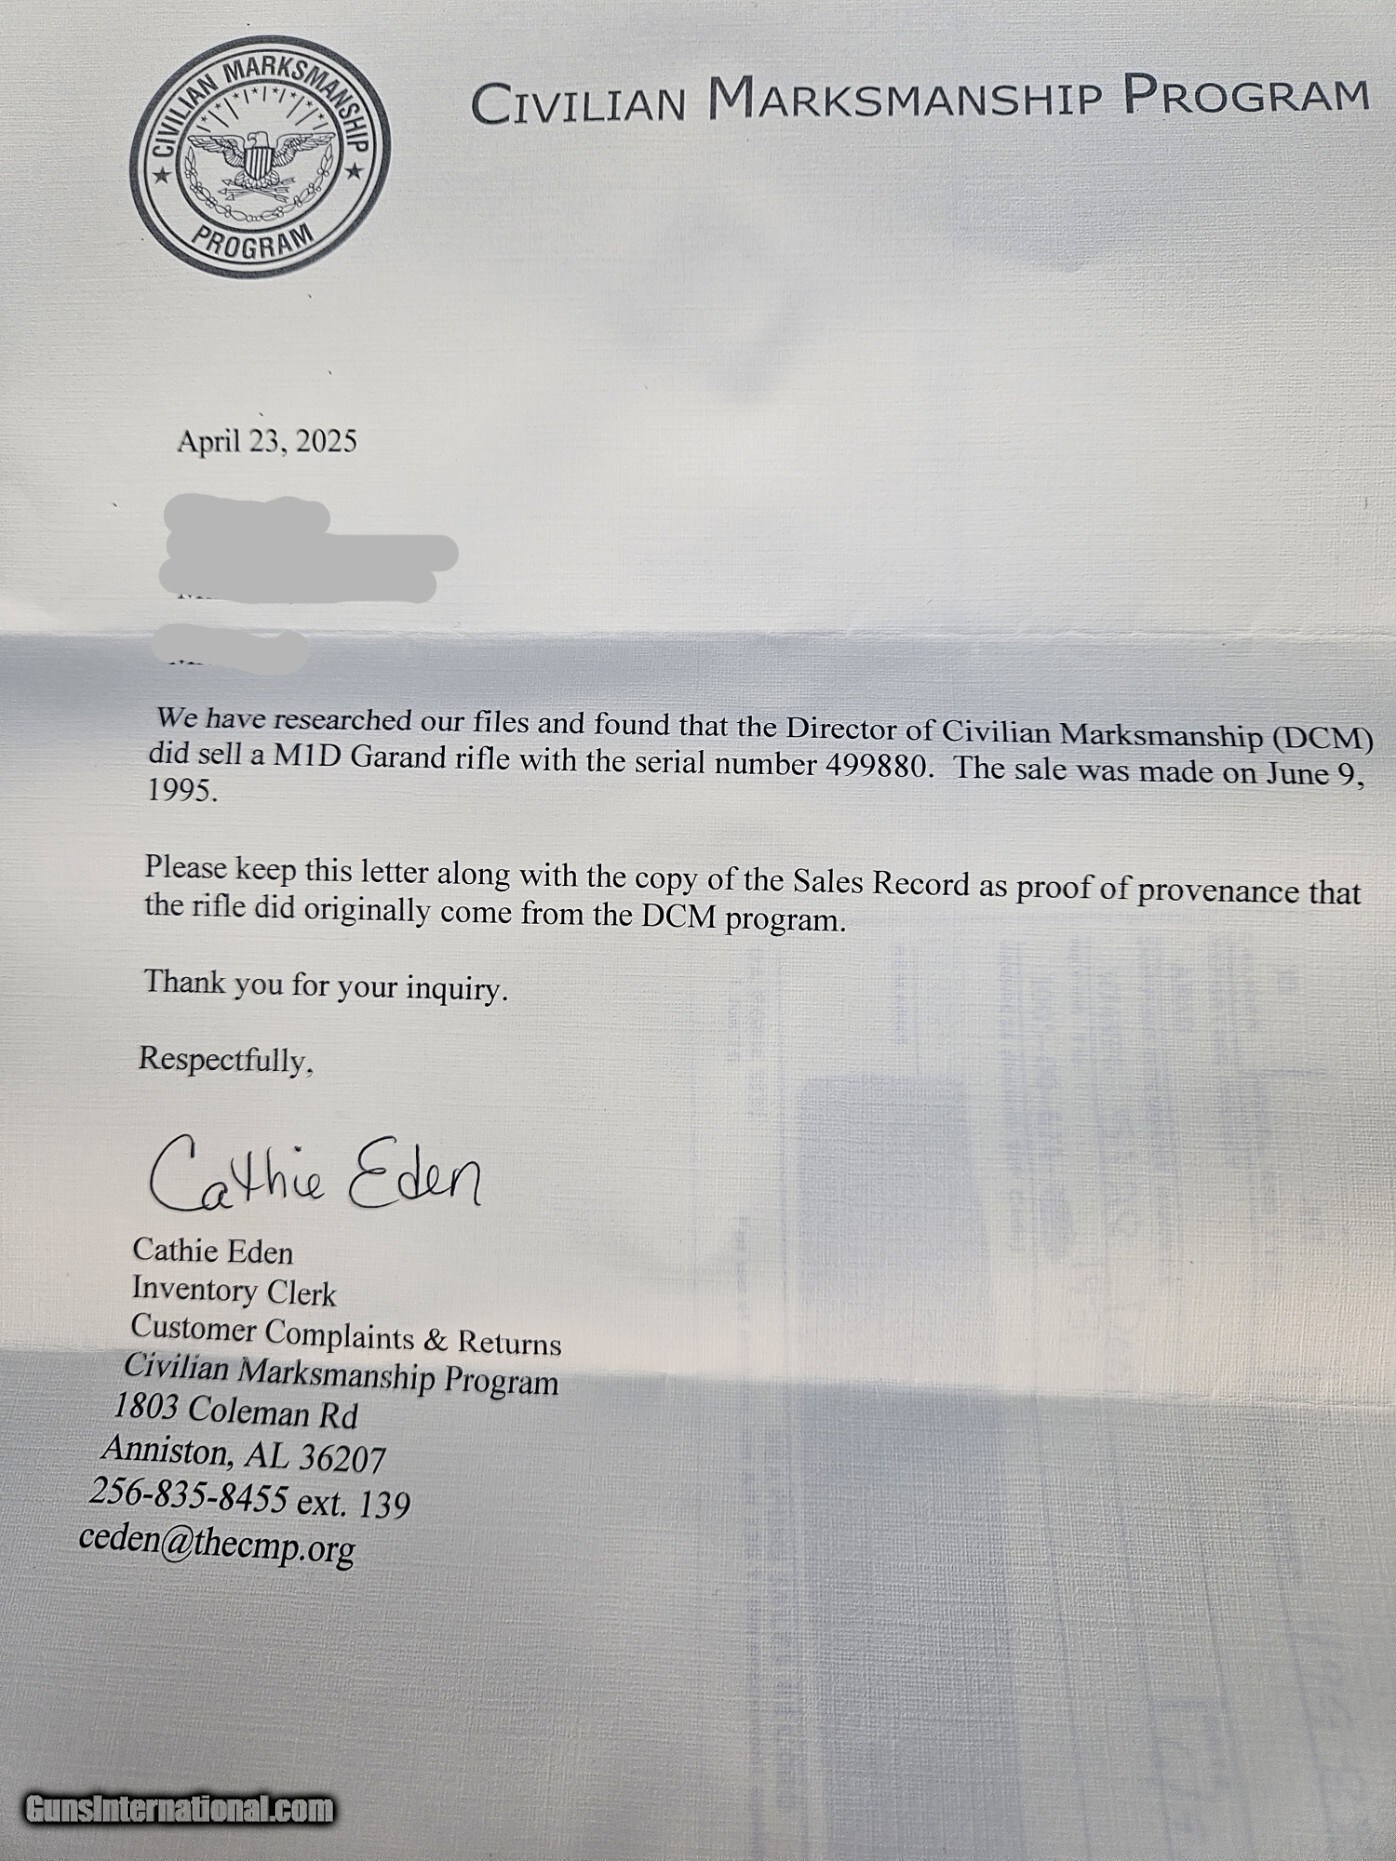 CIVILIAN MARKSMANSHIP
PROGRAM
CIVILIAN MARKSMANSHIP PROGRAM
April 23, 2025
We have researched our files and found that the Director of Civilian Marksmanship (DCM)
did sell a M1D Garand rifle with the serial number 499880.  The sale was made on June 9,
1995.
Please keep this letter along with the copy of the Sales Record as proof of provenance that
the rifle did originally come from the DCM program.
Thank you for your inquiry.
Respectfully,
Cathie Eden
Cathie Eden
Inventory Clerk
Customer Complaints & Returns
Civilian Marksmanship Program
1803 Coleman Rd
Anniston, AL 36207
256-835-8455 ext. 139
ceden@thecmp.org
GunsInternational.com